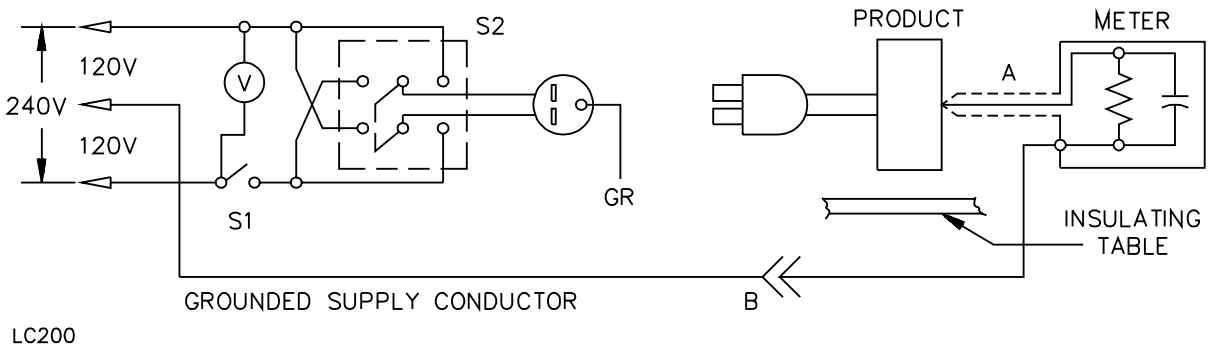 S2
PRODUCT
METER
120V
V
A
240V
120V
GR
S1
INSULATING
TABLE
GROUNDED SUPPLY CONDUCTOR
B
LC200